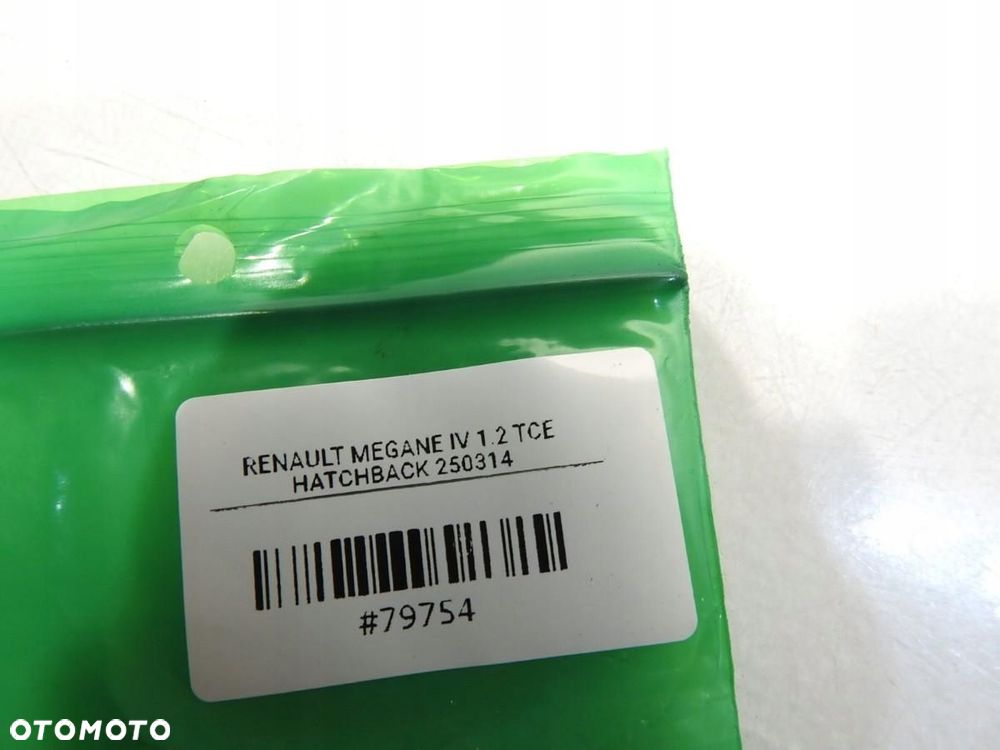 RENAULT MEGANE IV 1.2 TCE
HATCHBACK 250314
#79754
OTOMOTO